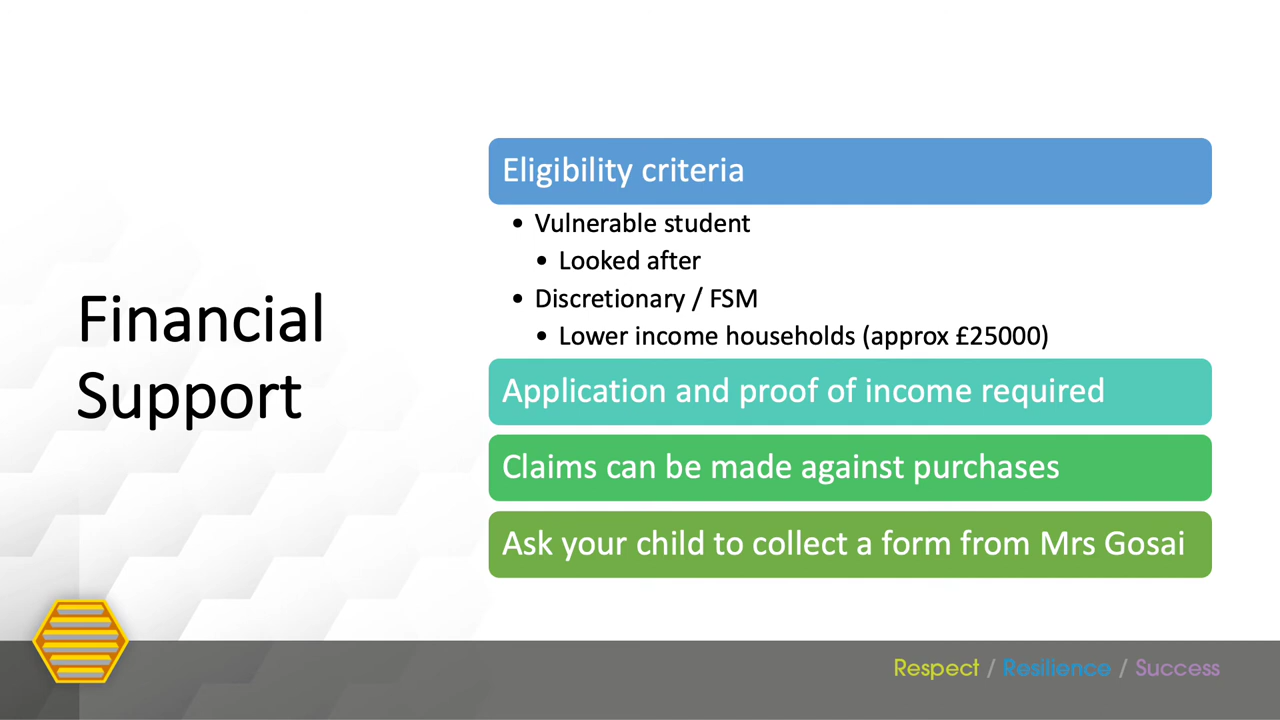 Financial
Support
Eligibility criteria
• Vulnerable student
• Looked after
• Discretionary / FSM
• Lower income households (approx £25000)
Application and proof of income required
Claims can be made against purchases
Ask your child to collect a form from Mrs Gosai
Respect / Resilience / Success